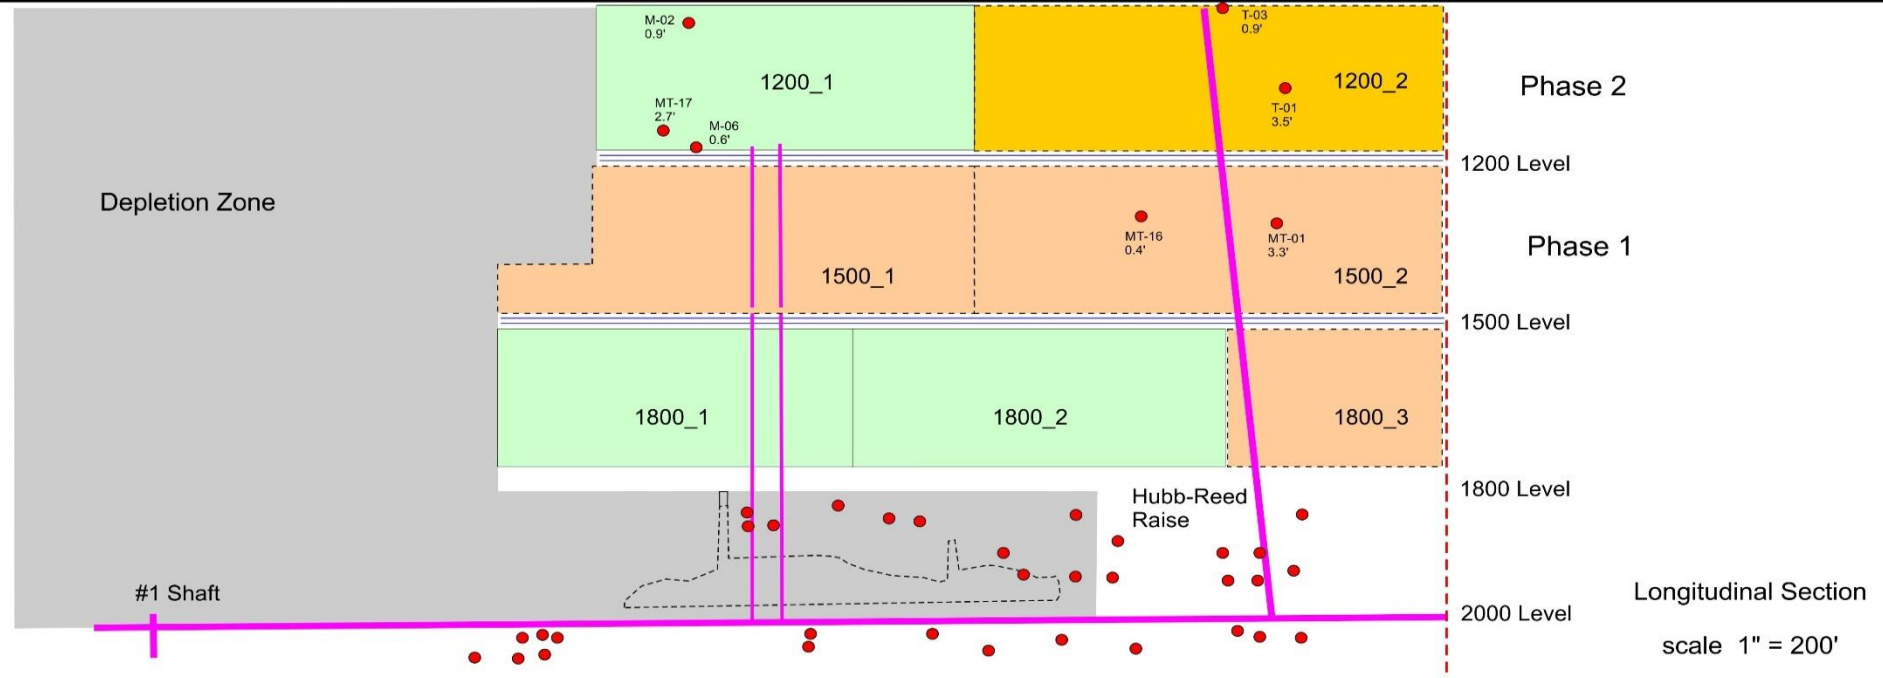 M-02
0.9'
T-03
0.9'
1200_1
1200_2
Phase 2
MT-17
2.7'
T-01
3.5'
M-06
0.6'
1200 Level
Depletion Zone
MT-16
0.4'
MT-01
3.3'
Phase 1
1500_1
1500_2
1500 Level
1800_1
1800_2
1800_3
1800 Level
Hubb-Reed
Raise
#1 Shaft
2000 Level
Longitudinal Section
scale 1" = 200'